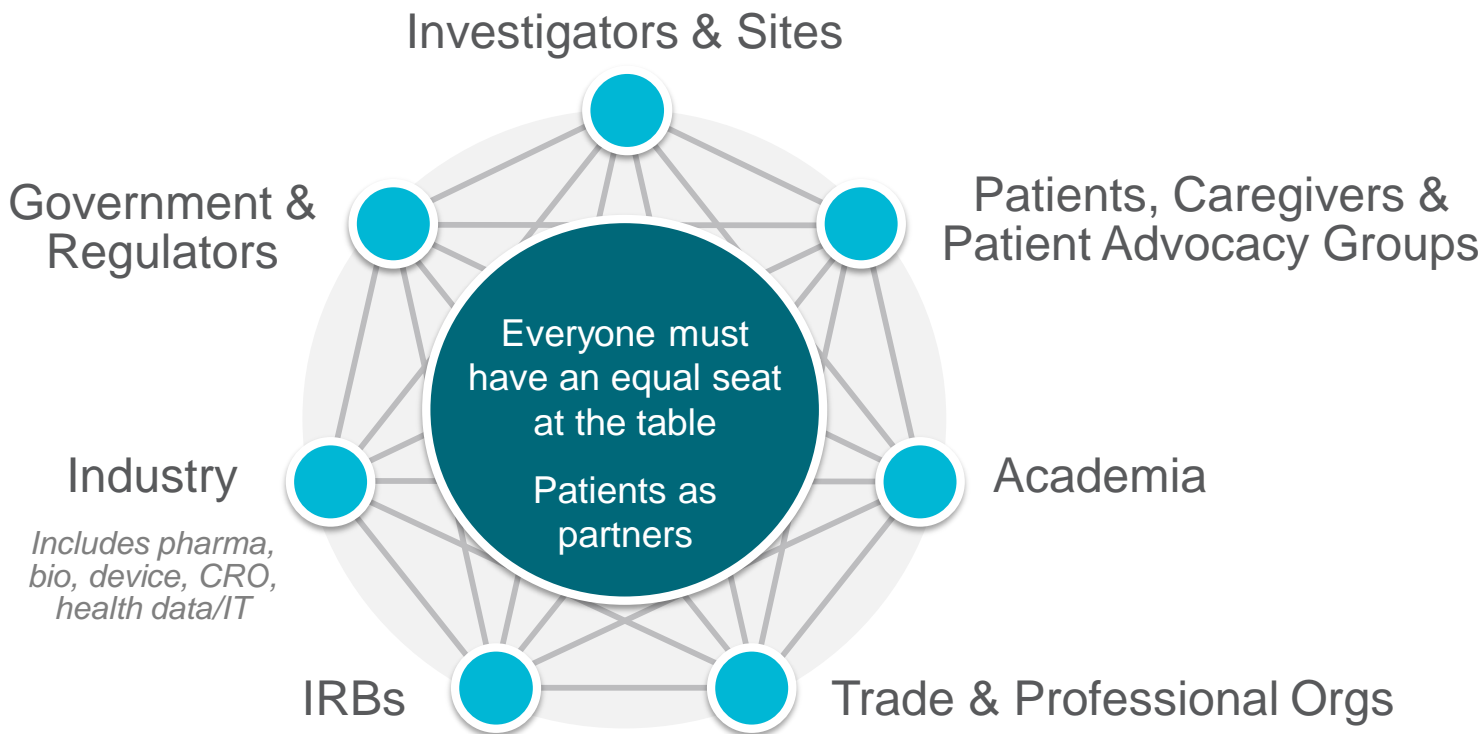 Investigators & Sites
Government &
Regulators
Patients, Caregivers &
Patient Advocacy Groups
Everyone must
have an equal seat
at the table
Patients as
partners
Industry
Includes pharma,
bio, device, CRO,
health data/IT
Academia
IRBs
Trade & Professional Orgs